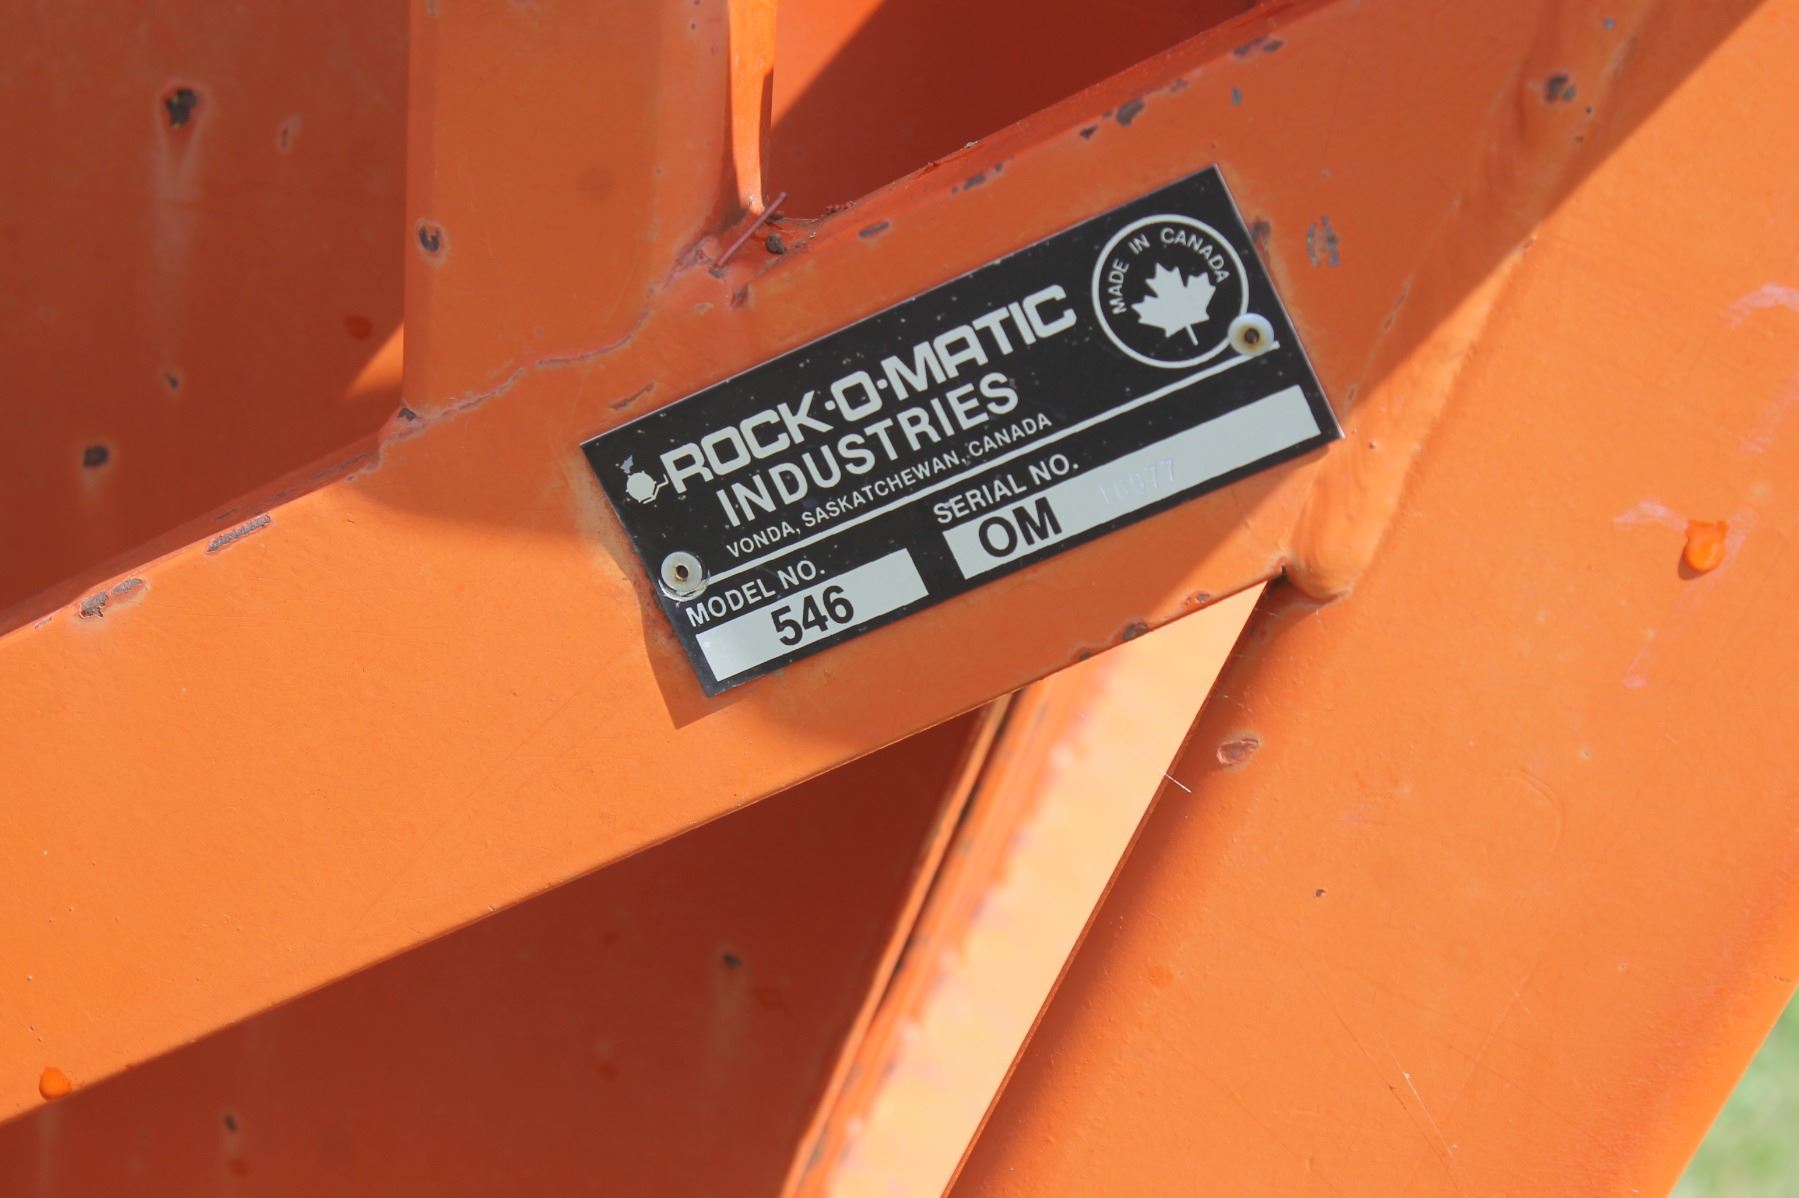 MADE IN CANADA
ROCK·O·MATIC
INDUSTRIES
VONDA, SASKATCHEWAN, CANADA
MODEL NO.
546
SERIAL NO.
OM